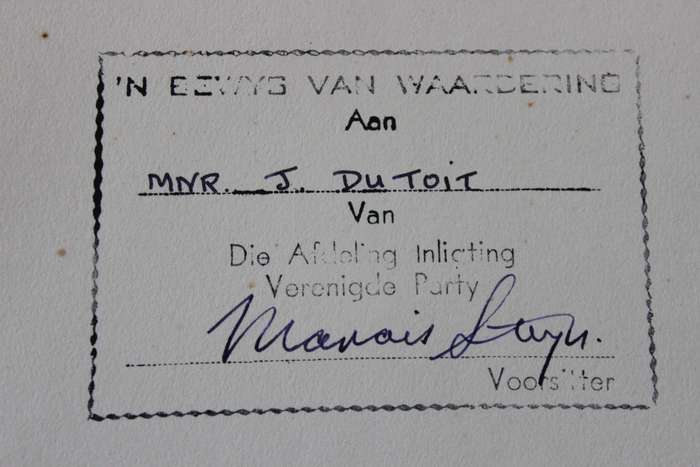 'N BEWYS VAN WAARDERING
Aan
MNR. J. DU TOIT
Van
Die Afdeling Inligting
Verenigde Party
Marais Steyn.
Voorsitter